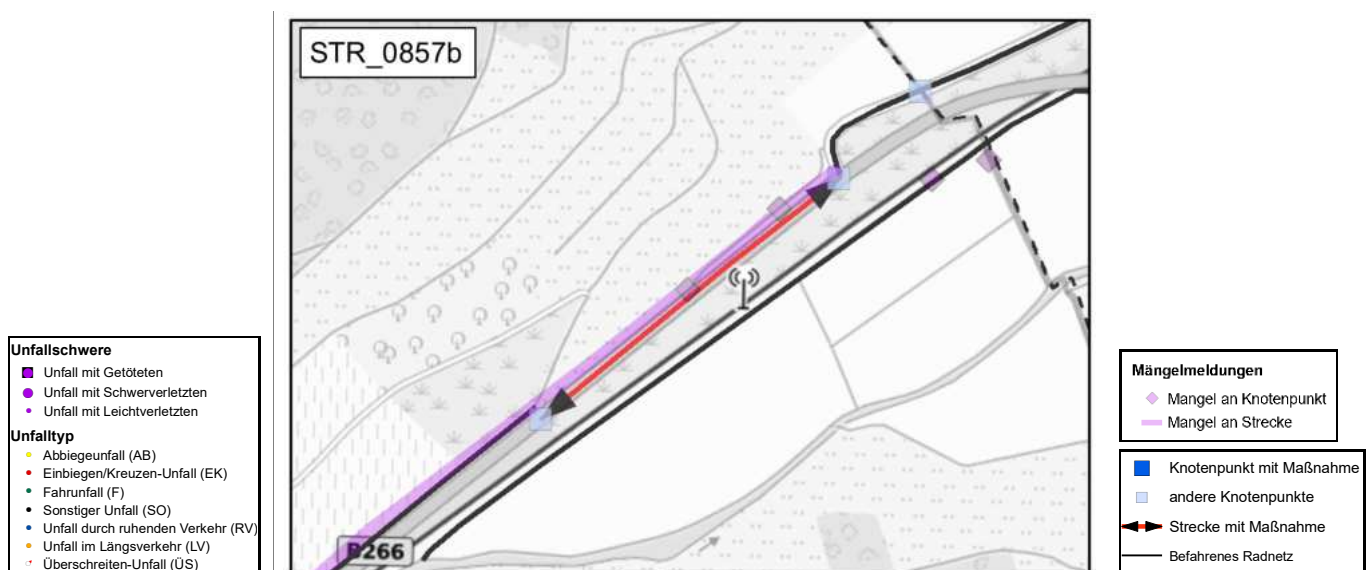 STR_0857b
B266
Unfallschwere
Unfall mit Getöteten
Unfall mit Schwerverletzten
Unfall mit Leichtverletzten
Unfalltyp
Abbiegeunfall (AB)
Einbiegen/Kreuzen-Unfall (EK)
Fahrunfall (F)
Sonstiger Unfall (SO)
Unfall durch ruhenden Verkehr (RV)
Unfall im Längsverkehr (LV)
Überschreiten-Unfall (ÜS)
Mängelmeldungen
Mangel an Knotenpunkt
Mangel an Strecke
Knotenpunkt mit Maßnahme
andere Knotenpunkte
Strecke mit Maßnahme
Befahrenes Radnetz